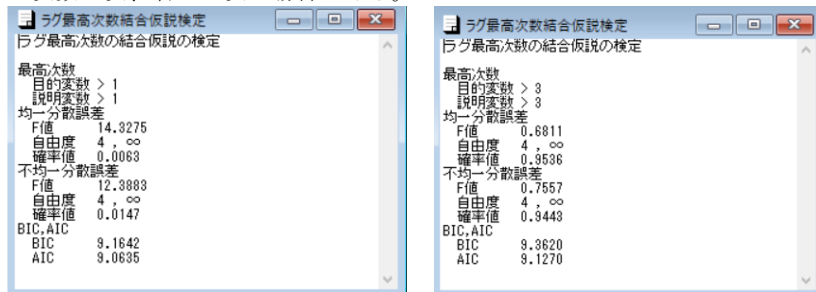 ラグ最高次数結合仮説検定
ラグ最高次数の結合仮説の検定
最高次数
目的変数 > 1
説明変数 > 1
均一分散誤差
F値 14.3275
自由度 4 , ∞
確率値 0.0063
不均一分散誤差
F値 12.3883
自由度 4 , ∞
確率値 0.0147
BIC,AIC
BIC 9.1642
AIC 9.0635
ラグ最高次数結合仮説検定
ラグ最高次数の結合仮説の検定
最高次数
目的変数 > 3
説明変数 > 3
均一分散誤差
F値 0.6811
自由度 4 , ∞
確率値 0.9536
不均一分散誤差
F値 0.7557
自由度 4 , ∞
確率値 0.9443
BIC,AIC
BIC 9.3620
AIC 9.1270